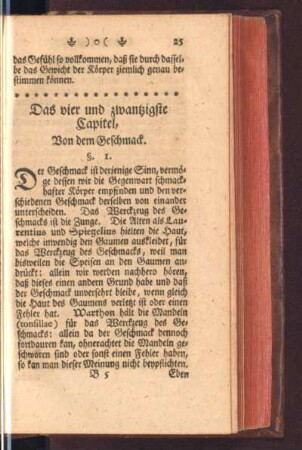 ☙ ) o ( ❧ 25
das Gefühl so vollkommen, daß sie durch dassel-
be das Gewicht der Körper ziemlich genau be-
stimmen können.
Das vier und zwantzigste
Capitel,
Von dem Geschmack.
§. 1.
Der Geschmack ist derjenige Sinn, vermö-
ge dessen wir die Gegenwart schmack-
hafter Körper empfinden und den ver-
schiedenen Geschmack derselben von einander
unterscheiden. Das Werckzeug des Ge-
schmacks ist die Zunge. Die Alten als Lau-
rentius und Spiegelius hielten die Haut,
welche inwendig den Gaumen auskleidet, für
das Werckzeug des Geschmacks, weil man
bisweilen die Speisen an den Gaumen an-
drückt: allein wir werden nachhero hören,
daß dieses einen andern Grund habe und daß
der Geschmack unversehrt bleibe, wenn gleich
die Haut des Gaumens verletzt ist oder einen
Fehler hat. Warthon hält die Mandeln
(tonsillae) für das Werckzeug des Ge-
schmacks: allein da der Geschmack dennoch
fortdauren kan, ohnerachtet die Mandeln ge-
schworen sind oder sonst einen Fehler haben,
so kan man dieser Meinung nicht beypflichten.
B 5 Eben